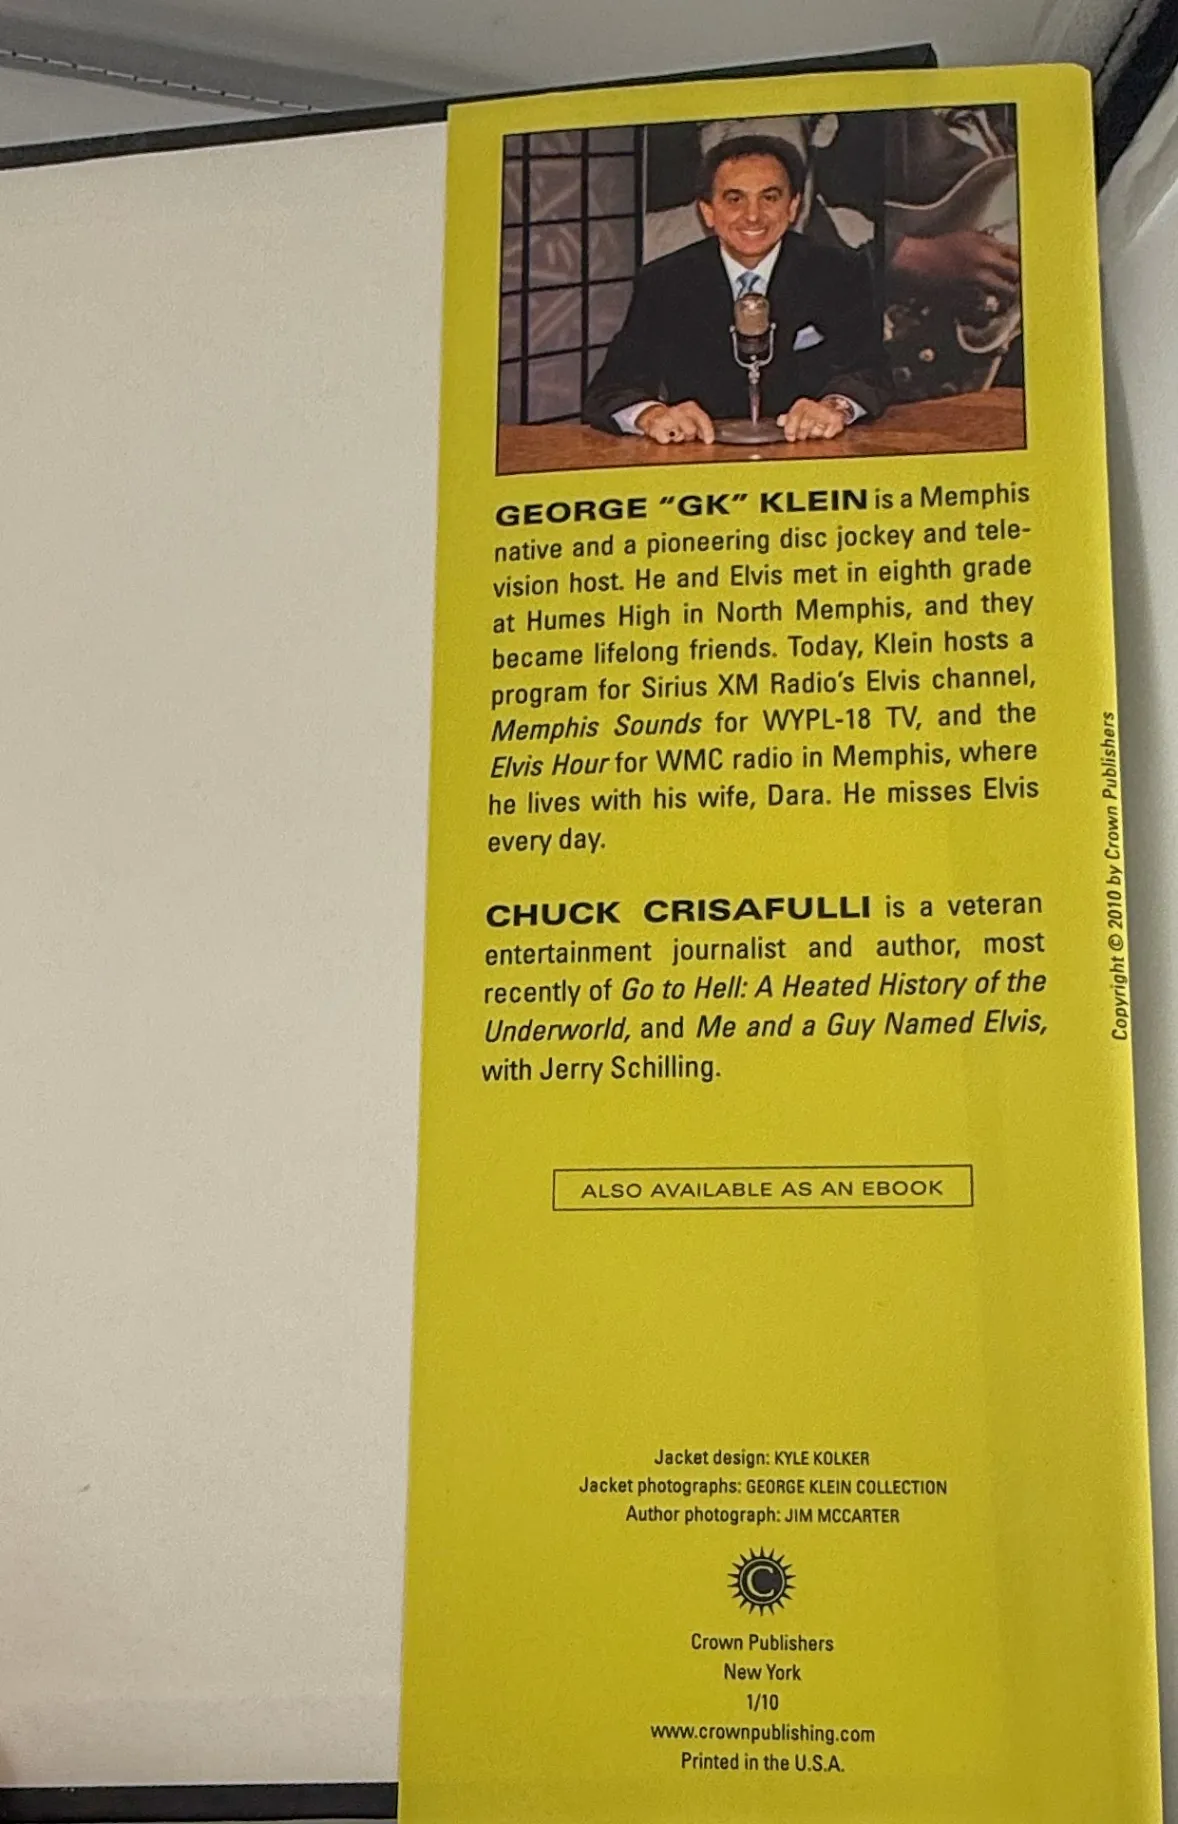 GEORGE "GK" KLEIN is a Memphis
native and a pioneering disc jockey and tele-
vision host. He and Elvis met in eighth grade
at Humes High in North Memphis, and they
became lifelong friends. Today, Klein hosts a
program for Sirius XM Radio's Elvis channel,
Memphis Sounds for WYPL-18 TV, and the
Elvis Hour for WMC radio in Memphis, where
he lives with his wife, Dara. He misses Elvis
every day.
CHUCK CRISAFULLI is a veteran
entertainment journalist and author, most
recently of Go to Hell: A Heated History of the
Underworld, and Me and a Guy Named Elvis,
with Jerry Schilling.
ALSO AVAILABLE AS AN EBOOK
Jacket design: KYLE KOLKER
Jacket photographs: GEORGE KLEIN COLLECTION
Author photograph: JIM MCCARTER
C
Crown Publishers
New York
1/10
www.crownpublishing.com
Printed in the U.S.A.
Copyright © 2010 by Crown Publishers